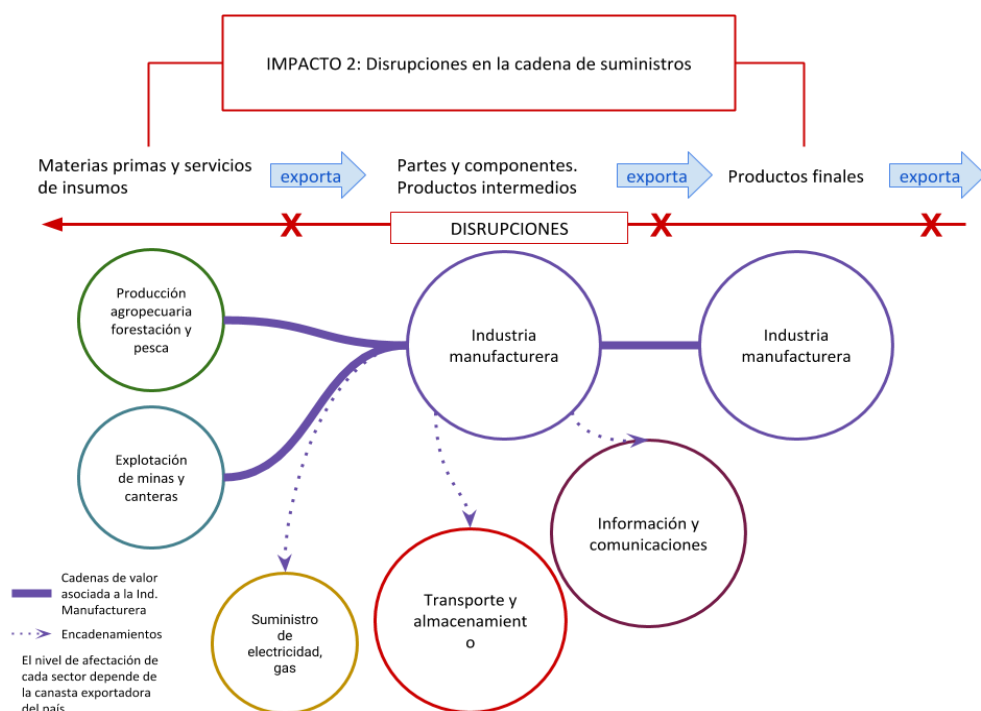 IMPACTO 2: Disrupciones en la cadena de suministros
Materias primas y servicios
de insumos
exporta
Partes y componentes.
Productos intermedios
exporta
Productos finales
exporta
X
DISRUPCIONES
X
X
Producción
agropecuaria
forestación y
pesca
Industria
manufacturera
Industria
manufacturera
Explotación
de minas y
canteras
Información y
comunicaciones
Transporte y
almacenamient
o
Suministro
de
electricidad,
gas
Cadenas de valor
asociada a la Ind.
Manufacturera
Encadenamientos
El nivel de afectación de
cada sector depende de
la canasta exportadora
del país